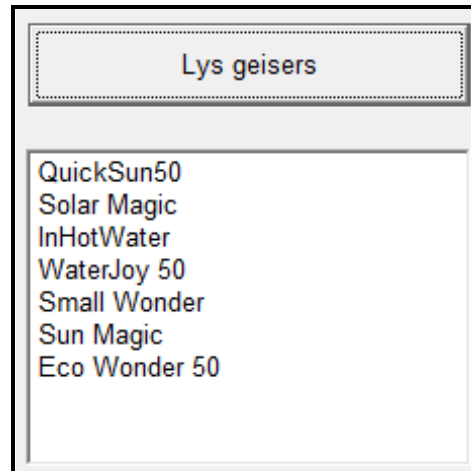 Lys geisers
QuickSun50
Solar Magic
InHotWater
WaterJoy 50
Small Wonder
Sun Magic
Eco Wonder 50